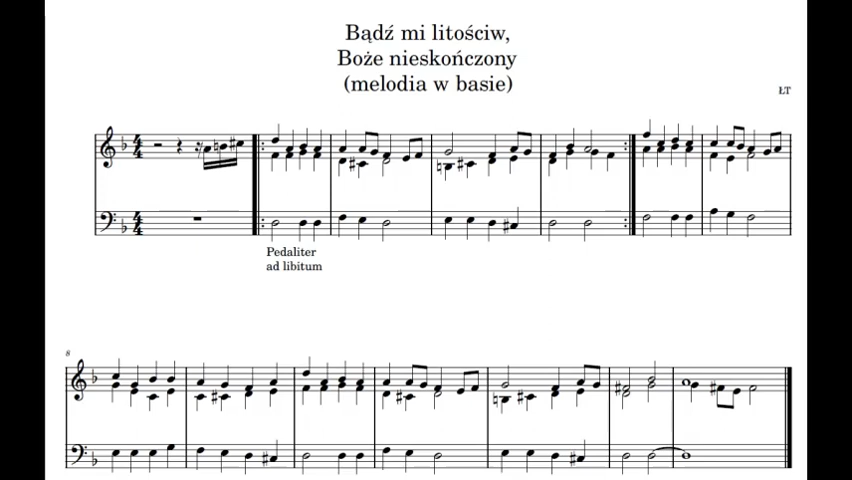 Bądź mi litościw,
Boże nieskończony
(melodia w basie)
ŁT
Pedaliter
ad libitum
8